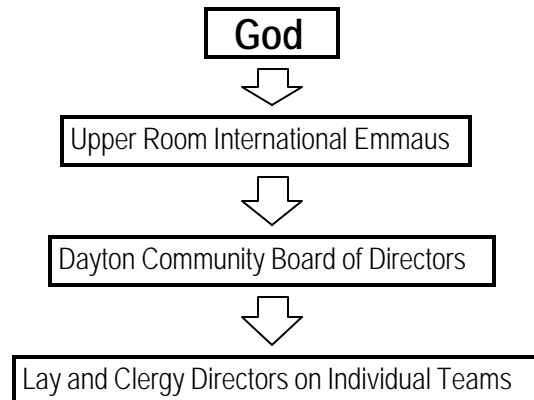 God
Upper Room International Emmaus
Dayton Community Board of Directors
Lay and Clergy Directors on Individual Teams